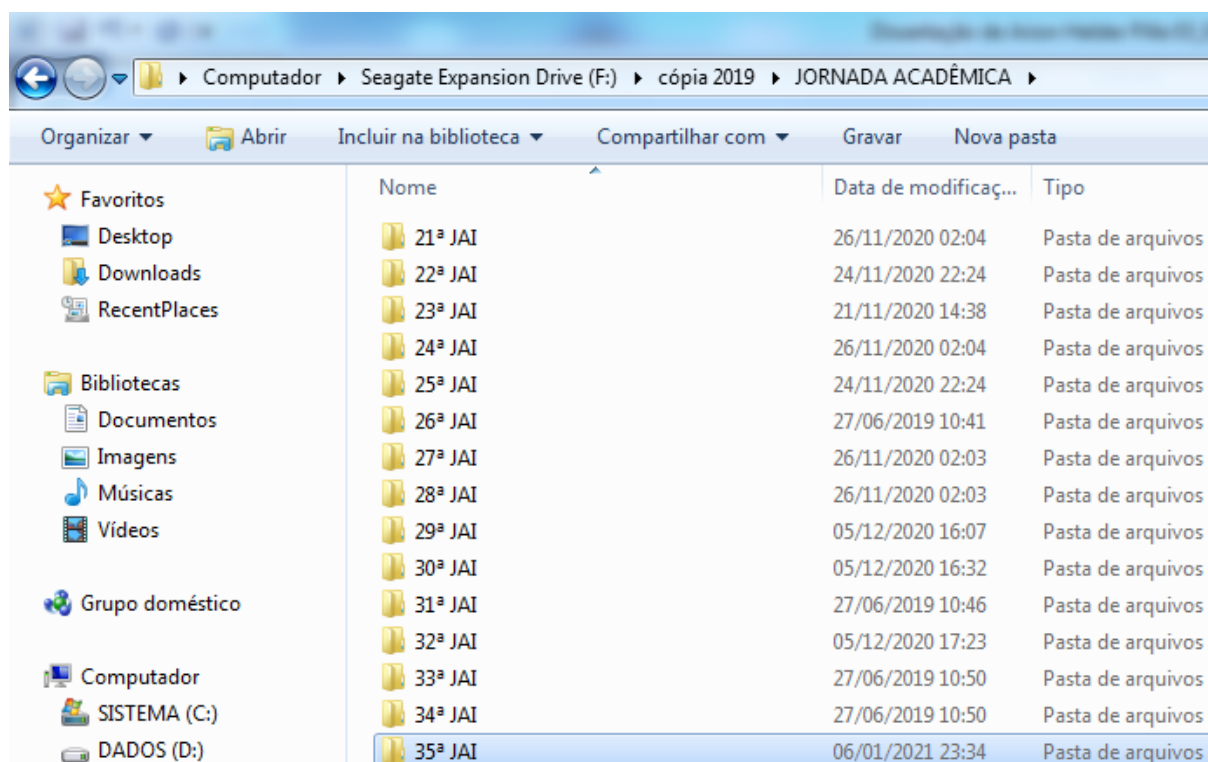 Computador Seagate Expansion Drive (F:) cópia 2019 JORNADA ACADÊMICA
Organizar Abrir Incluir na biblioteca Compartilhar com Gravar Nova pasta
Favoritos
Desktop
Downloads
RecentPlaces
Bibliotecas
Documentos
Imagens
Músicas
Vídeos
Grupo doméstico
Computador
SISTEMA (C:)
DADOS (D:)
Nome Data de modificaç... Tipo
21ª JAI 26/11/2020 02:04 Pasta de arquivos
22ª JAI 24/11/2020 22:24 Pasta de arquivos
23ª JAI 21/11/2020 14:38 Pasta de arquivos
24ª JAI 26/11/2020 02:04 Pasta de arquivos
25ª JAI 24/11/2020 22:24 Pasta de arquivos
26ª JAI 27/06/2019 10:41 Pasta de arquivos
27ª JAI 26/11/2020 02:03 Pasta de arquivos
28ª JAI 26/11/2020 02:03 Pasta de arquivos
29ª JAI 05/12/2020 16:07 Pasta de arquivos
30ª JAI 05/12/2020 16:32 Pasta de arquivos
31ª JAI 27/06/2019 10:46 Pasta de arquivos
32ª JAI 05/12/2020 17:23 Pasta de arquivos
33ª JAI 27/06/2019 10:50 Pasta de arquivos
34ª JAI 27/06/2019 10:50 Pasta de arquivos
35ª JAI 06/01/2021 23:34 Pasta de arquivos